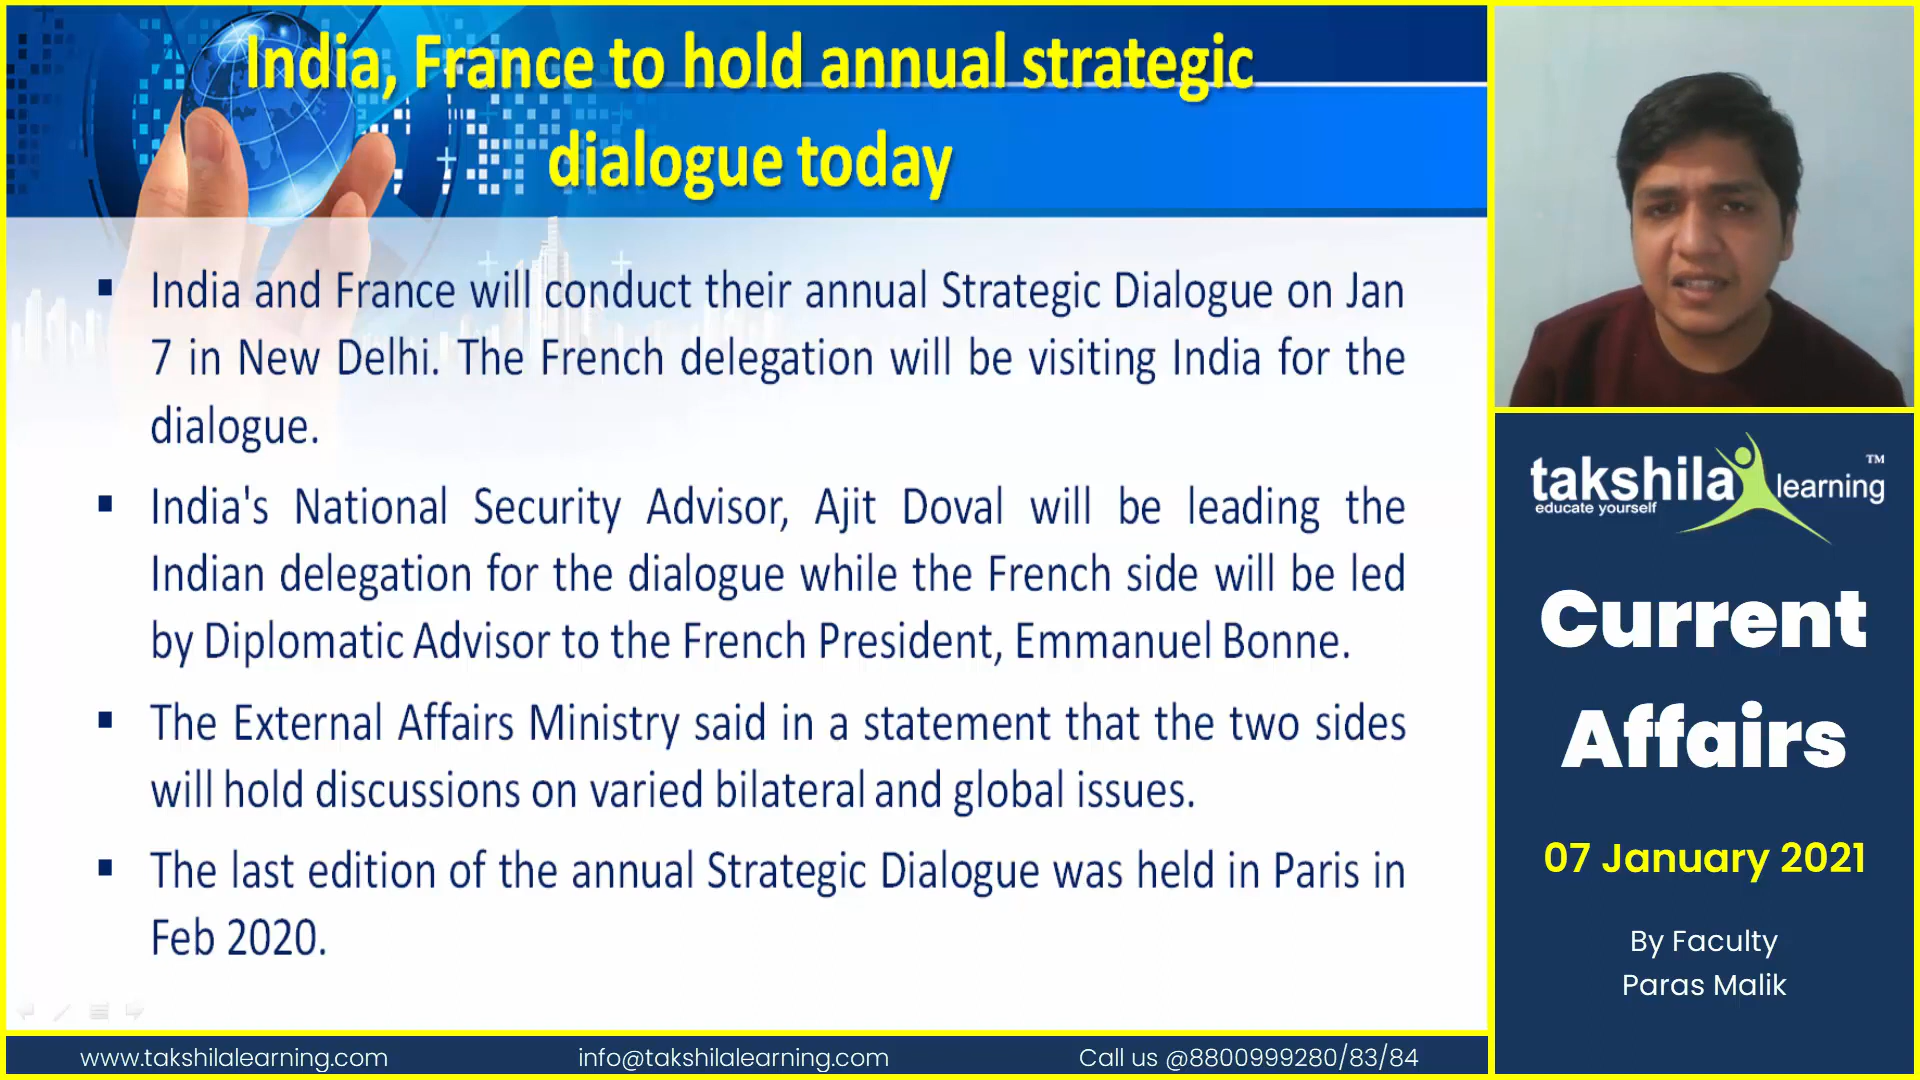 India, France to hold annual strategic
dialogue today
▪ India and France will conduct their annual Strategic Dialogue on Jan
7 in New Delhi. The French delegation will be visiting India for the
dialogue.
▪ India's National Security Advisor, Ajit Doval will be leading the
Indian delegation for the dialogue while the French side will be led
by Diplomatic Advisor to the French President, Emmanuel Bonne.
▪ The External Affairs Ministry said in a statement that the two sides
will hold discussions on varied bilateral and global issues.
▪ The last edition of the annual Strategic Dialogue was held in Paris in
Feb 2020.
takshila learning TM
educate yourself
Current
Affairs
07 January 2021
By Faculty
Paras Malik
www.takshilalearning.com
info@takshilalearning.com
Call us @8800999280/83/84